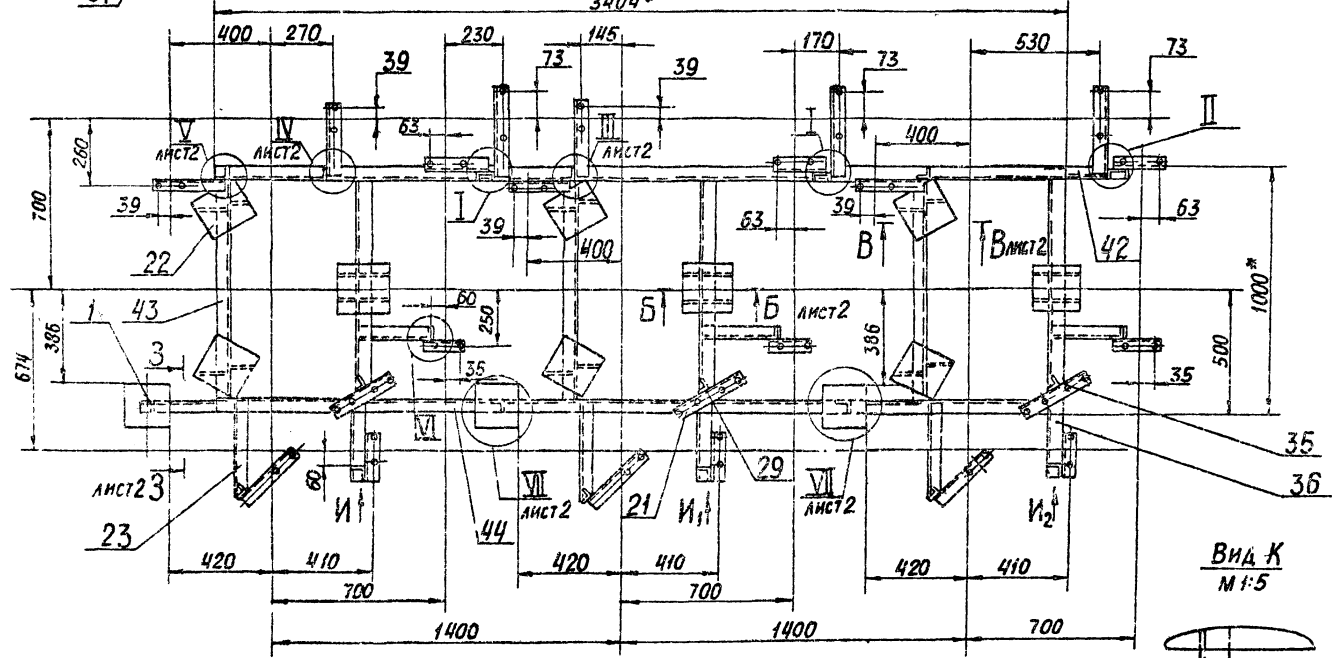 3404*
400 270 230 145 170 530
39 73 39 73 73
V IV III I II
лист2 лист2 лист2
63 400
260
700
39 I 39 63 39 63
400
22 В В лист2 42
43 60 Б Б лист2
1 386 250 386 1000* 500
674 3 35 35
VI
60 29 35
лист2 3 VII 21 VII 36
лист2 лист2
23 И 44 И1 И2
420 410 420 410 420 410
700 700
1400 1400 700
Вид К
М 1:5